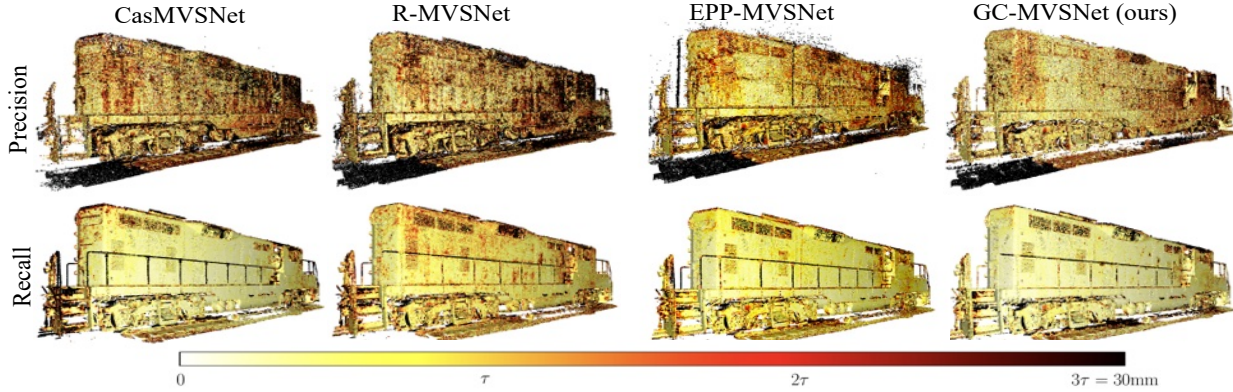 CasMVSNet R-MVSNet EPP-MVSNet GC-MVSNet (ours)
Precision
Recall
0 τ 2τ 3τ = 30mm